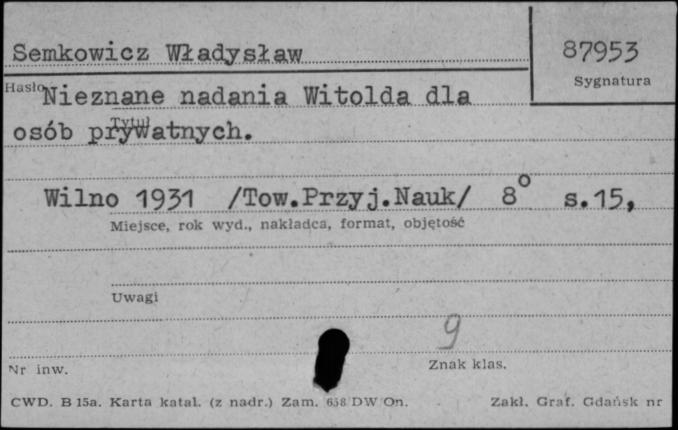 Semkowicz Władysław
87953
Hasło
Sygnatura
Nieznane nadania Witolda dla
osób prywatnych.
Tytuł
Wilno 1931 /Tow.Przyj.Nauk/ 8° s.15,
Miejsce, rok wyd., nakładca, format, objętość
Uwagi
9
Nr inw.
Znak klas.
CWD. B 15a. Karta katal. (z nadr.) Zam. 658 DW On. Zakł. Graf. Gdańsk nr